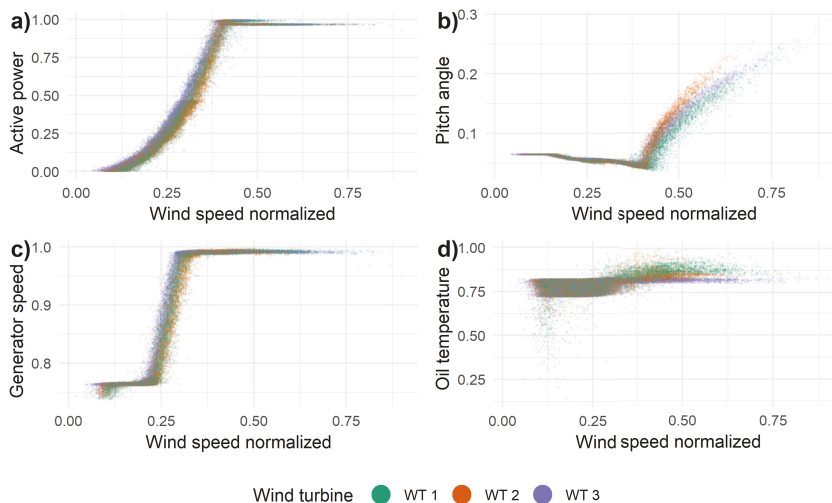 a)
Active power
1.00
0.75
0.50
0.25
0.00
0.00 0.25 0.50 0.75
Wind speed normalized
b)
Pitch angle
0.3
0.2
0.1
0.00 0.25 0.50 0.75
Wind speed normalized
c)
Generator speed
1.0
0.9
0.8
0.00 0.25 0.50 0.75
Wind speed normalized
d)
Oil temperature
1.00
0.75
0.50
0.25
0.00 0.25 0.50 0.75
Wind speed normalized
Wind turbine WT 1 WT 2 WT 3